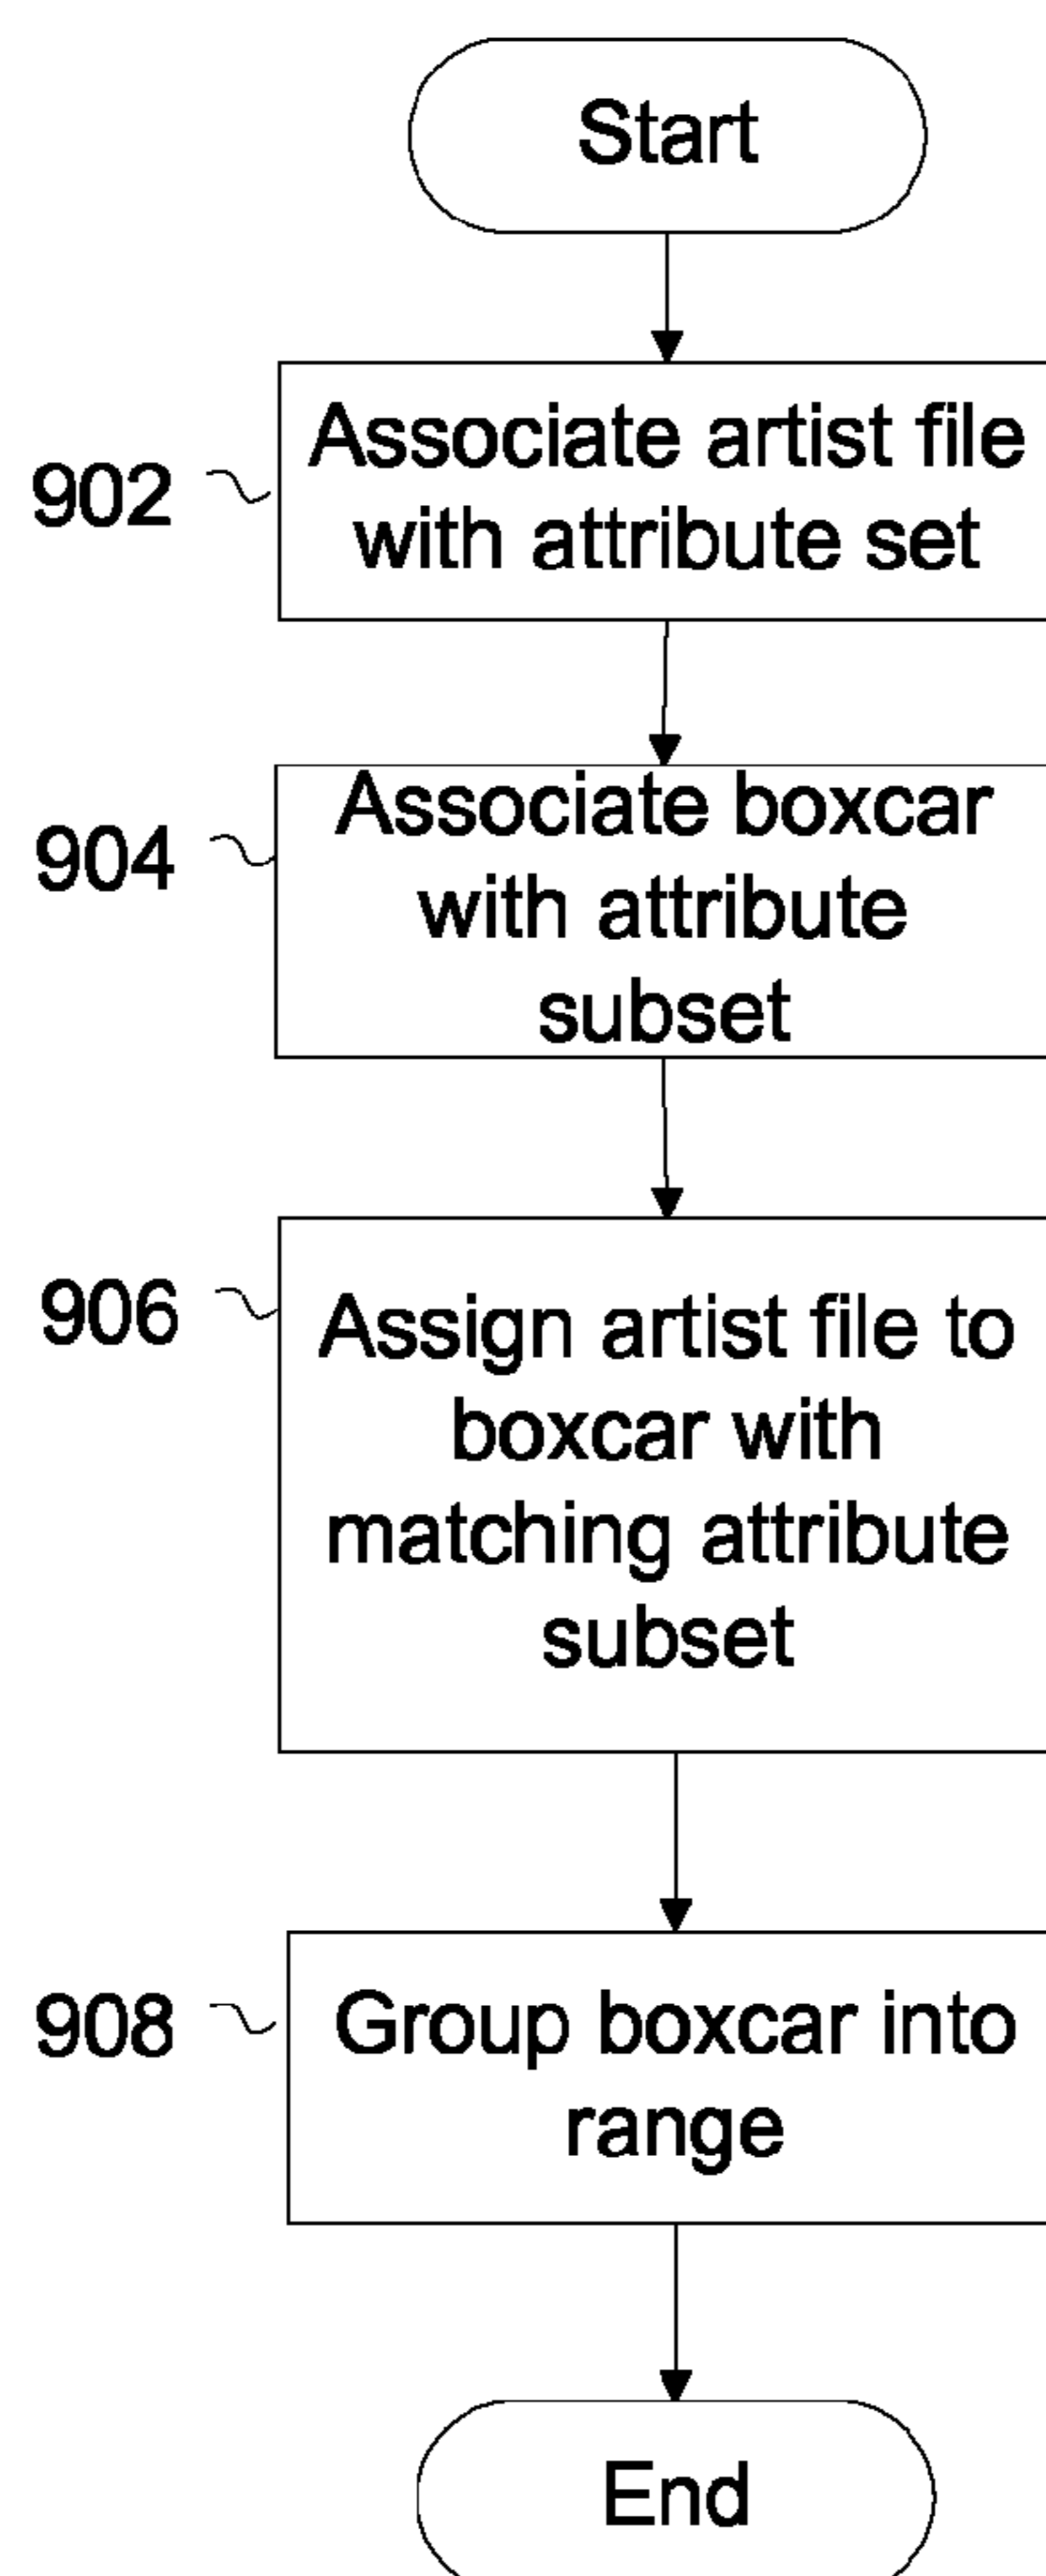 Start
902
Associate artist file
with attribute set
904
Associate boxcar
with attribute
subset
906
Assign artist file to
boxcar with
matching attribute
subset
908
Group boxcar into
range
End